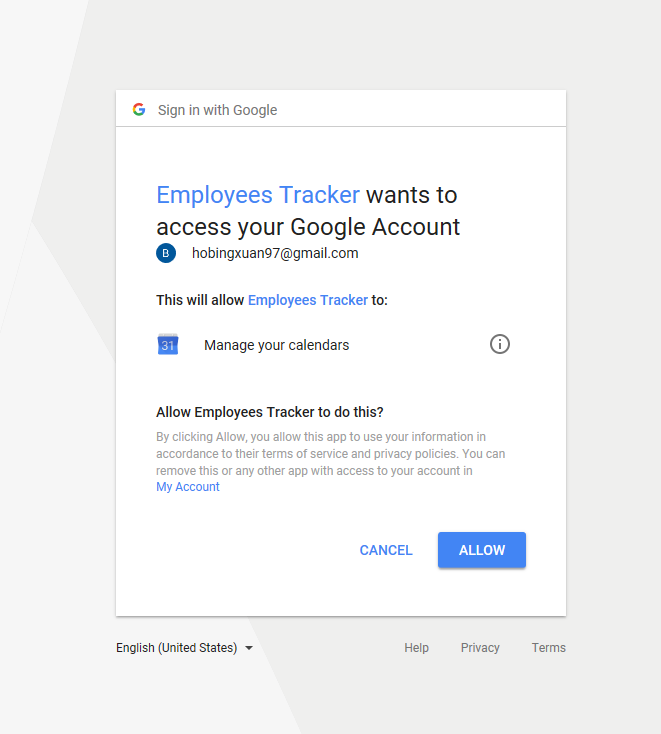 Sign in with Google
Employees Tracker wants to
access your Google Account
B hobingxuan97@gmail.com
This will allow Employees Tracker to:
31 Manage your calendars
Allow Employees Tracker to do this?
By clicking Allow, you allow this app to use your information in
accordance to their terms of service and privacy policies. You can
remove this or any other app with access to your account in
My Account
CANCEL ALLOW
English (United States) Help Privacy Terms